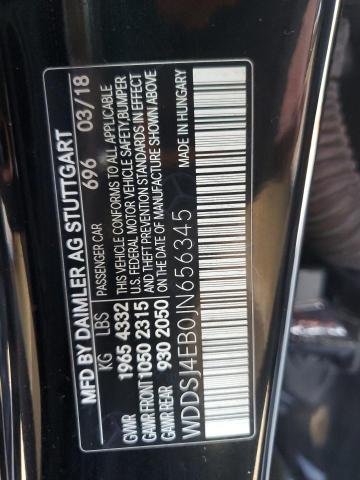 MFD BY DAIMLER AG STUTTGART
696 03/18
PASSENGER CAR
KG LBS
GVWR 1965 4332
GAWR FRONT 1050 2315
GAWR REAR 930 2050
THIS VEHICLE CONFORMS TO ALL APPLICABLE
U.S. FEDERAL MOTOR VEHICLE SAFETY, BUMPER
AND THEFT PREVENTION STANDARDS IN EFFECT
ON THE DATE OF MANUFACTURE SHOWN ABOVE
WDDSJ4EB0JN656345
MADE IN HUNGARY